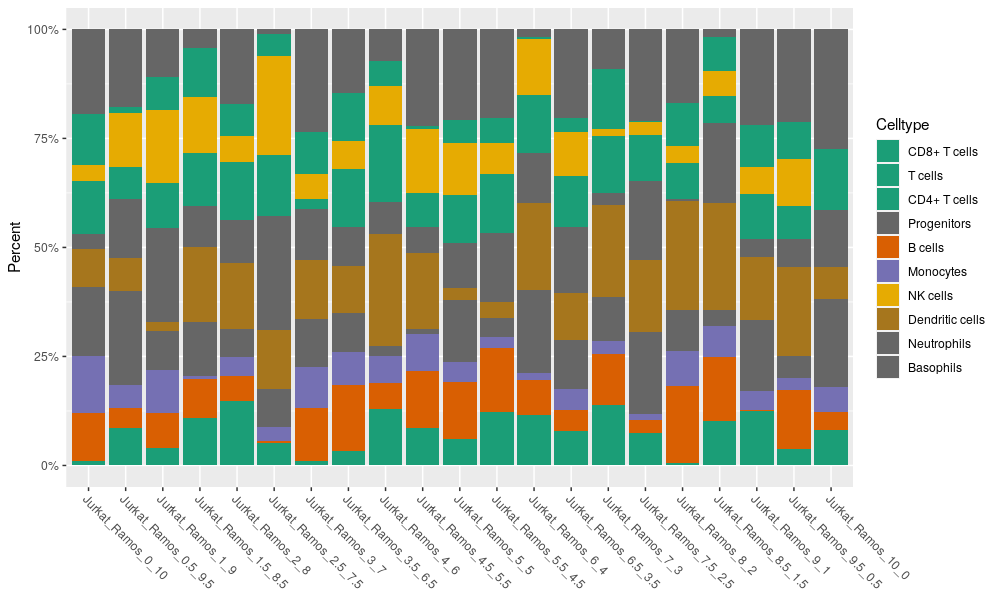 100%
75%
50%
25%
0%
Percent
Jurkat_Ramos_0_10
Jurkat_Ramos_05_9.5
Jurkat_Ramos_1_9
Jurkat_Ramos_1.5_8.5
Jurkat_Ramos_2_8
Jurkat_Ramos_2.5_7.5
Jurkat_Ramos_3_7
Jurkat_Ramos_3.5_6.5
Jurkat_Ramos_4_6
Jurkat_Ramos_4.5_5.5
Jurkat_Ramos_5_5
Jurkat_Ramos_5.5_4.5
Jurkat_Ramos_6_4
Jurkat_Ramos_6.5_3.5
Jurkat_Ramos_7_3
Jurkat_Ramos_7.5_2.5
Jurkat_Ramos_8_2
Jurkat_Ramos_8.5_1.5
Jurkat_Ramos_9_1
Jurkat_Ramos_9.5_0.5
Jurkat_Ramos_10_0
Celltype
CD8+ T cells
T cells
CD4+ T cells
Progenitors
B cells
Monocytes
NK cells
Dendritic cells
Neutrophils
Basophils